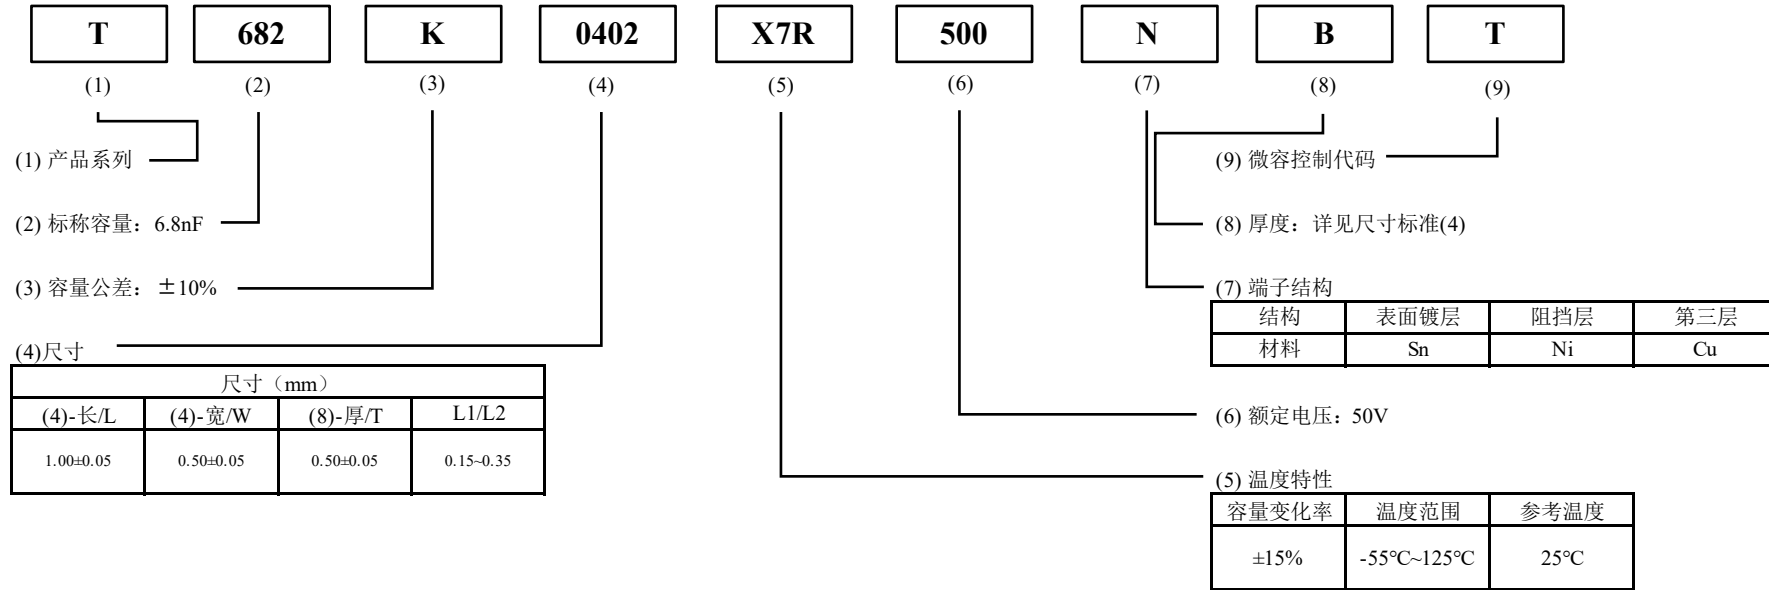 T 682 K 0402 X7R 500 N B T
(1) (2) (3) (4) (5) (6) (7) (8) (9)
(1) 产品系列
(9) 微容控制代码
(2) 标称容量：6.8nF
(8) 厚度：详见尺寸标准(4)
(3) 容量公差：±10%
(7) 端子结构
结构 表面镀层 阻挡层 第三层
材料 Sn Ni Cu
(4)尺寸
尺寸（mm）
(4)-长/L (4)-宽/W (8)-厚/T L1/L2
1.00±0.05 0.50±0.05 0.50±0.05 0.15~0.35
(6) 额定电压：50V
(5) 温度特性
容量变化率 温度范围 参考温度
±15% -55℃~125℃ 25℃